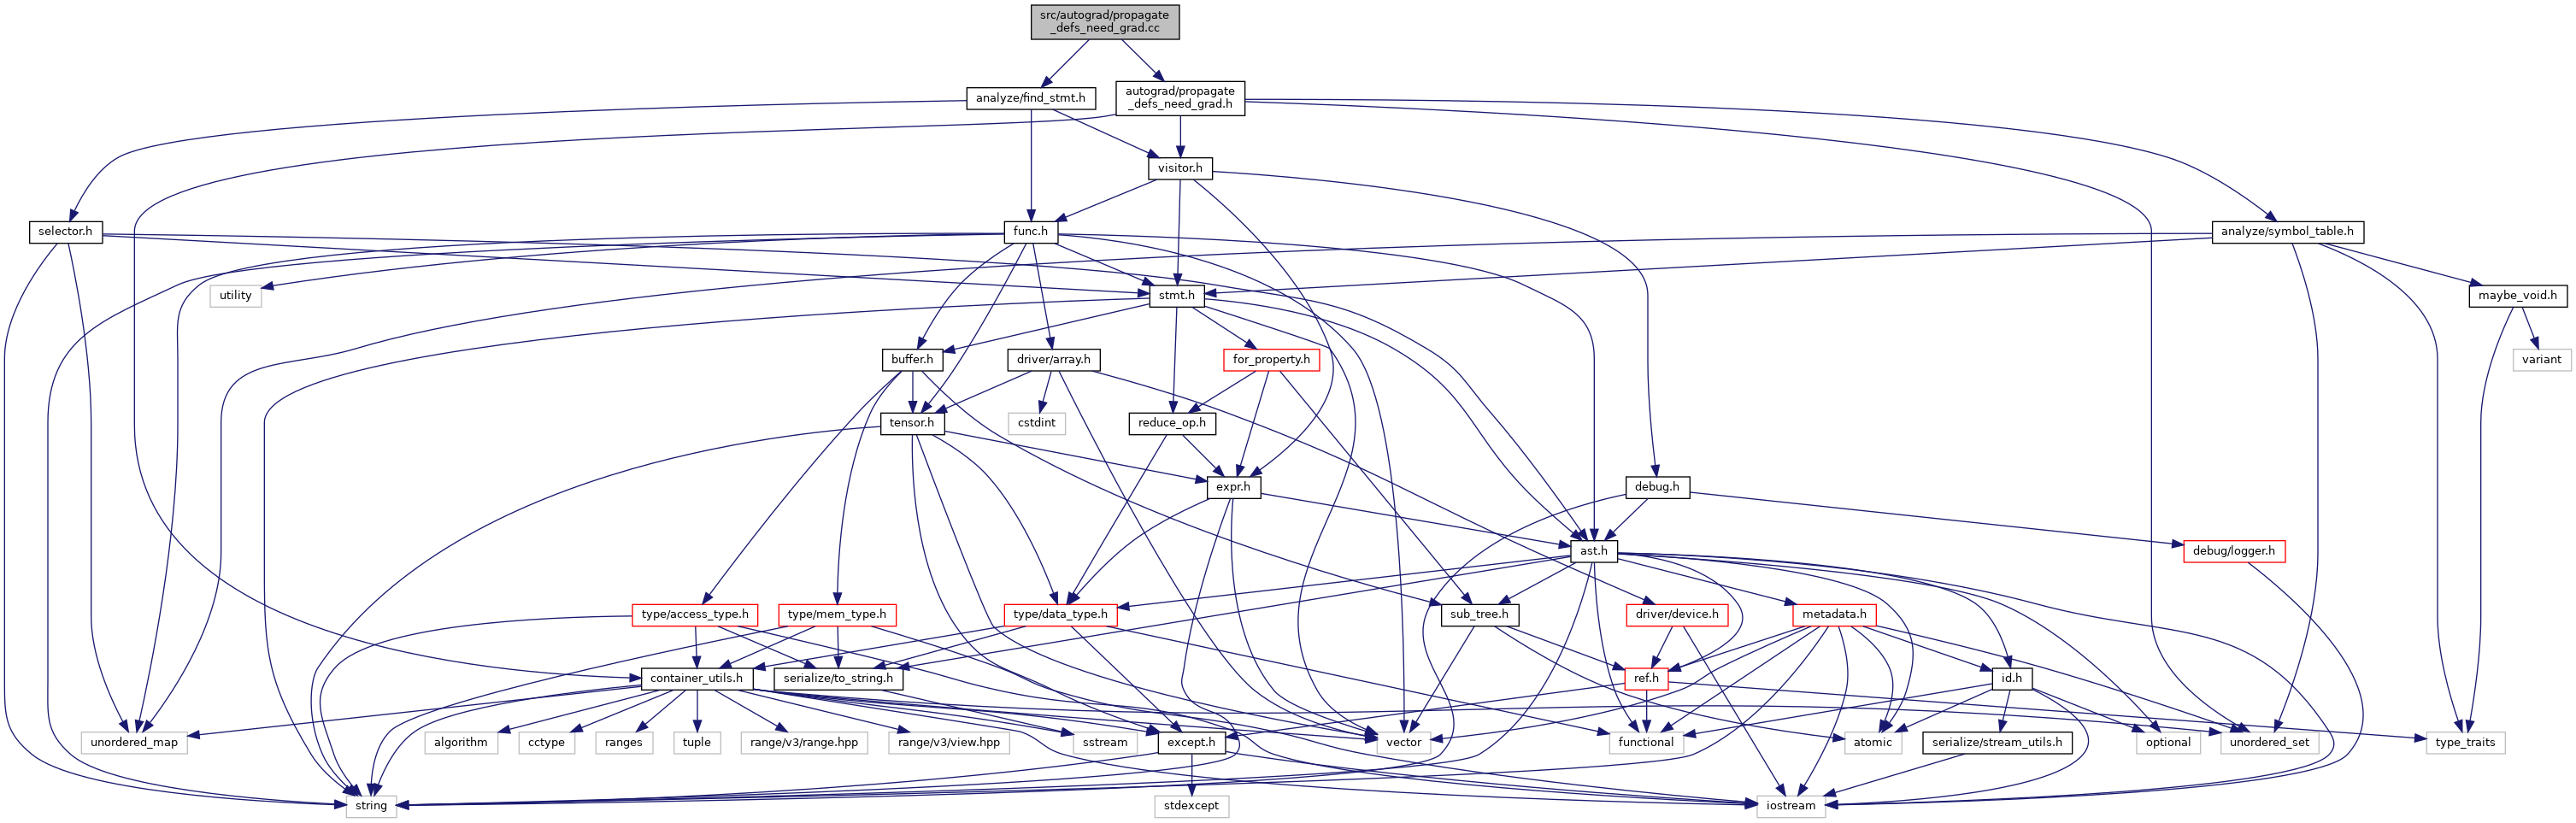 src/autograd/propagate
_defs_need_grad.cc
analyze/find_stmt.h
autograd/propagate
_defs_need_grad.h
visitor.h
selector.h
func.h
analyze/symbol_table.h
utility
stmt.h
maybe_void.h
buffer.h
driver/array.h
for_property.h
variant
tensor.h
cstdint
reduce_op.h
expr.h
debug.h
ast.h
debug/logger.h
type/access_type.h
type/mem_type.h
type/data_type.h
sub_tree.h
driver/device.h
metadata.h
container_utils.h
serialize/to_string.h
ref.h
id.h
unordered_map
algorithm
cctype
ranges
tuple
range/v3/range.hpp
range/v3/view.hpp
sstream
except.h
vector
functional
atomic
serialize/stream_utils.h
optional
unordered_set
type_traits
string
stdexcept
iostream